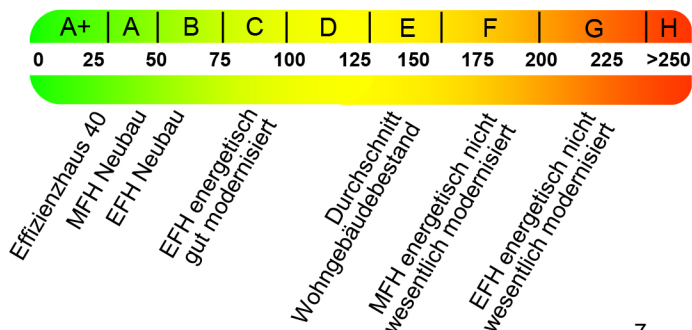 A+ A B C D E F G H
0 25 50 75 100 125 150 175 200 225 >250
Effizienzhaus 40
MFH Neubau
EFH Neubau
EFH energetisch
gut modernisiert
Durchschnitt
Wohngebäudebestand
MFH energetisch nicht
wesentlich modernisiert
EFH energetisch nicht
wesentlich modernisiert